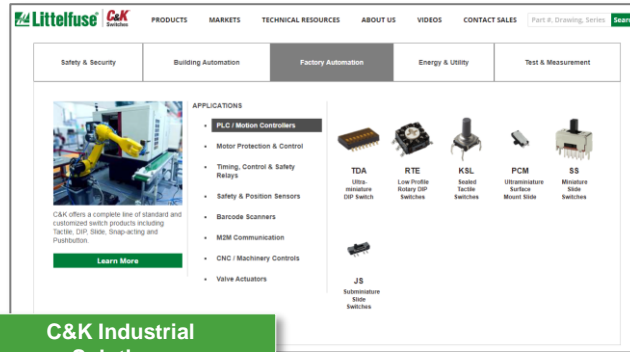 Littelfuse® C&K Switches
PRODUCTS MARKETS TECHNICAL RESOURCES ABOUT US VIDEOS CONTACT SALES Part #, Drawing, Series Sear
Safety & Security Building Automation Factory Automation Energy & Utility Test & Measurement
C&K offers a complete line of standard and
customized switch products including
Tactile, DIP, Slide, Snap-acting and
Pushbutton.
Learn More
APPLICATIONS
• PLC / Motion Controllers
• Motor Protection & Control
• Timing, Control & Safety
Relays
• Safety & Position Sensors
• Barcode Scanners
• M2M Communication
• CNC / Machinery Controls
• Valve Actuators
TDA
Ultra-
miniature
DIP Switch
RTE
Low Profile
Rotary DIP
Switches
KSL
Sealed
Tactile
Switches
PCM
Ultraminiature
Surface
Mount Slide
SS
Miniature
Slide
Switches
JS
Subminiature
Slide
Switches
C&K Industrial